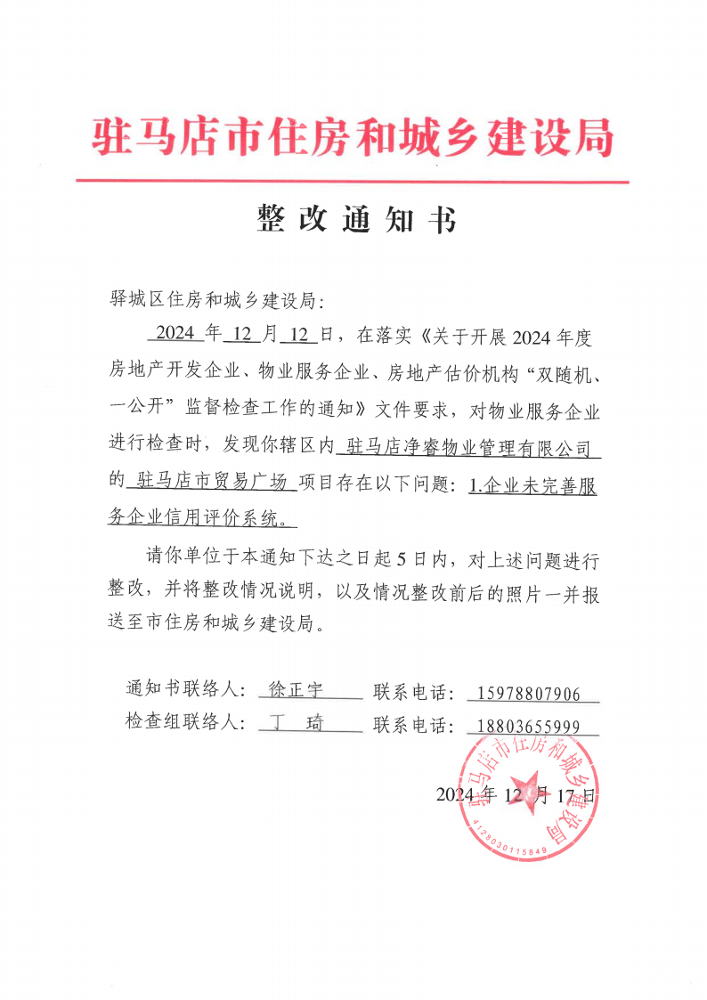 驻马店市住房和城乡建设局
整改通知书
驿城区住房和城乡建设局：
2024 年 12 月 12 日，在落实《关于开展 2024 年度
房地产开发企业、物业服务企业、房地产估价机构“双随机、
一公开”监督检查工作的通知》文件要求，对物业服务企业
进行检查时，发现你辖区内 驻马店净睿物业管理有限公司
的 驻马店市贸易广场 项目存在以下问题：1.企业未完善服
务企业信用评价系统。
请你单位于本通知下达之日起 5 日内，对上述问题进行
整改，并将整改情况说明，以及情况整改前后的照片一并报
送至市住房和城乡建设局。
通知书联络人： 徐正宇 联系电话： 15978807906
检查组联络人： 丁 琦 联系电话： 18803655999
2024 年 12 月 17 日
驻马店市住房和城乡建设局
4128030115849